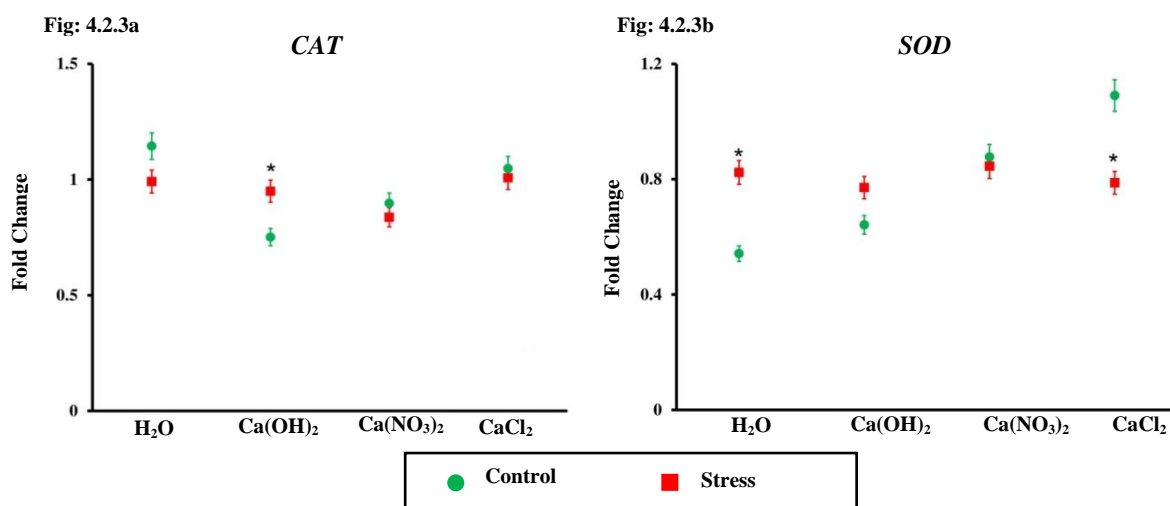 Fig: 4.2.3a
CAT
Fold Change
1.5
1
0.5
0
*
H₂O Ca(OH)₂ Ca(NO₃)₂ CaCl₂
Fig: 4.2.3b
SOD
Fold Change
1.2
0.8
0.4
0
* *
H₂O Ca(OH)₂ Ca(NO₃)₂ CaCl₂
Control Stress